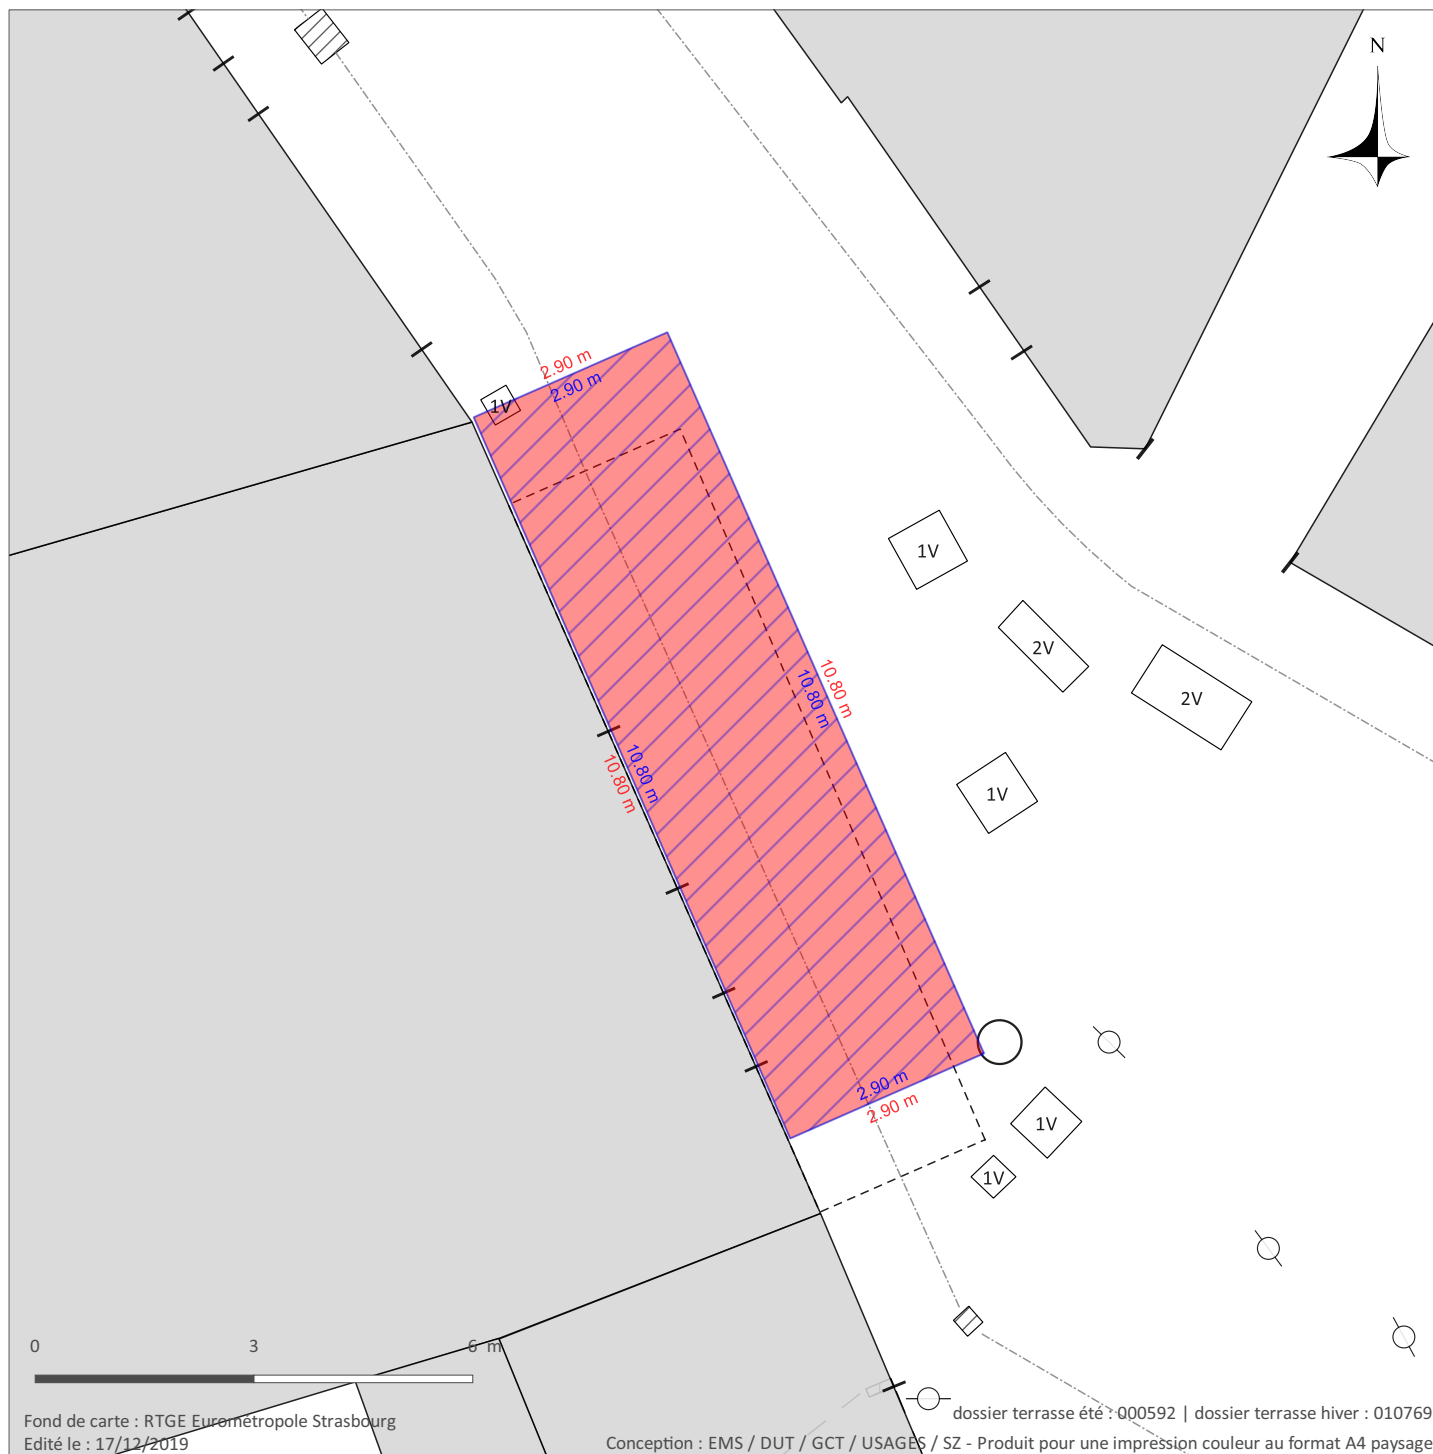 N
2.90 m
2.90 m
1V
1V
2V
2V
10.80 m
10.80 m
10.80 m
10.80 m
1V
2.90 m
2.90 m
1V
1V
0 3 6 m
Fond de carte : RTGE Eurométropole Strasbourg
Edité le : 17/12/2019
dossier terrasse été : 000592 | dossier terrasse hiver : 010769
Conception : EMS / DUT / GCT / USAGES / SZ - Produit pour une impression couleur au format A4 paysage